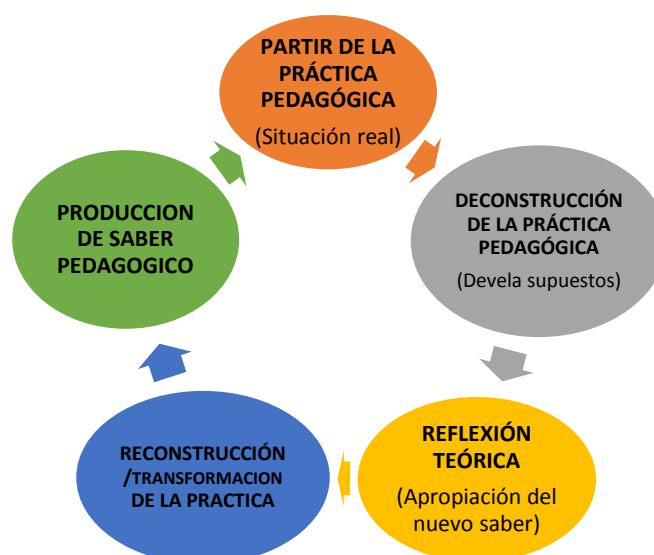 PARTIR DE LA
PRÁCTICA
PEDAGÓGICA
(Situación real)
DECONSTRUCCIÓN
DE LA PRÁCTICA
PEDAGÓGICA
(Devela supuestos)
REFLEXIÓN
TEÓRICA
(Apropiación del
nuevo saber)
RECONSTRUCCIÓN
/TRANSFORMACION
DE LA PRACTICA
PRODUCCION
DE SABER
PEDAGOGICO